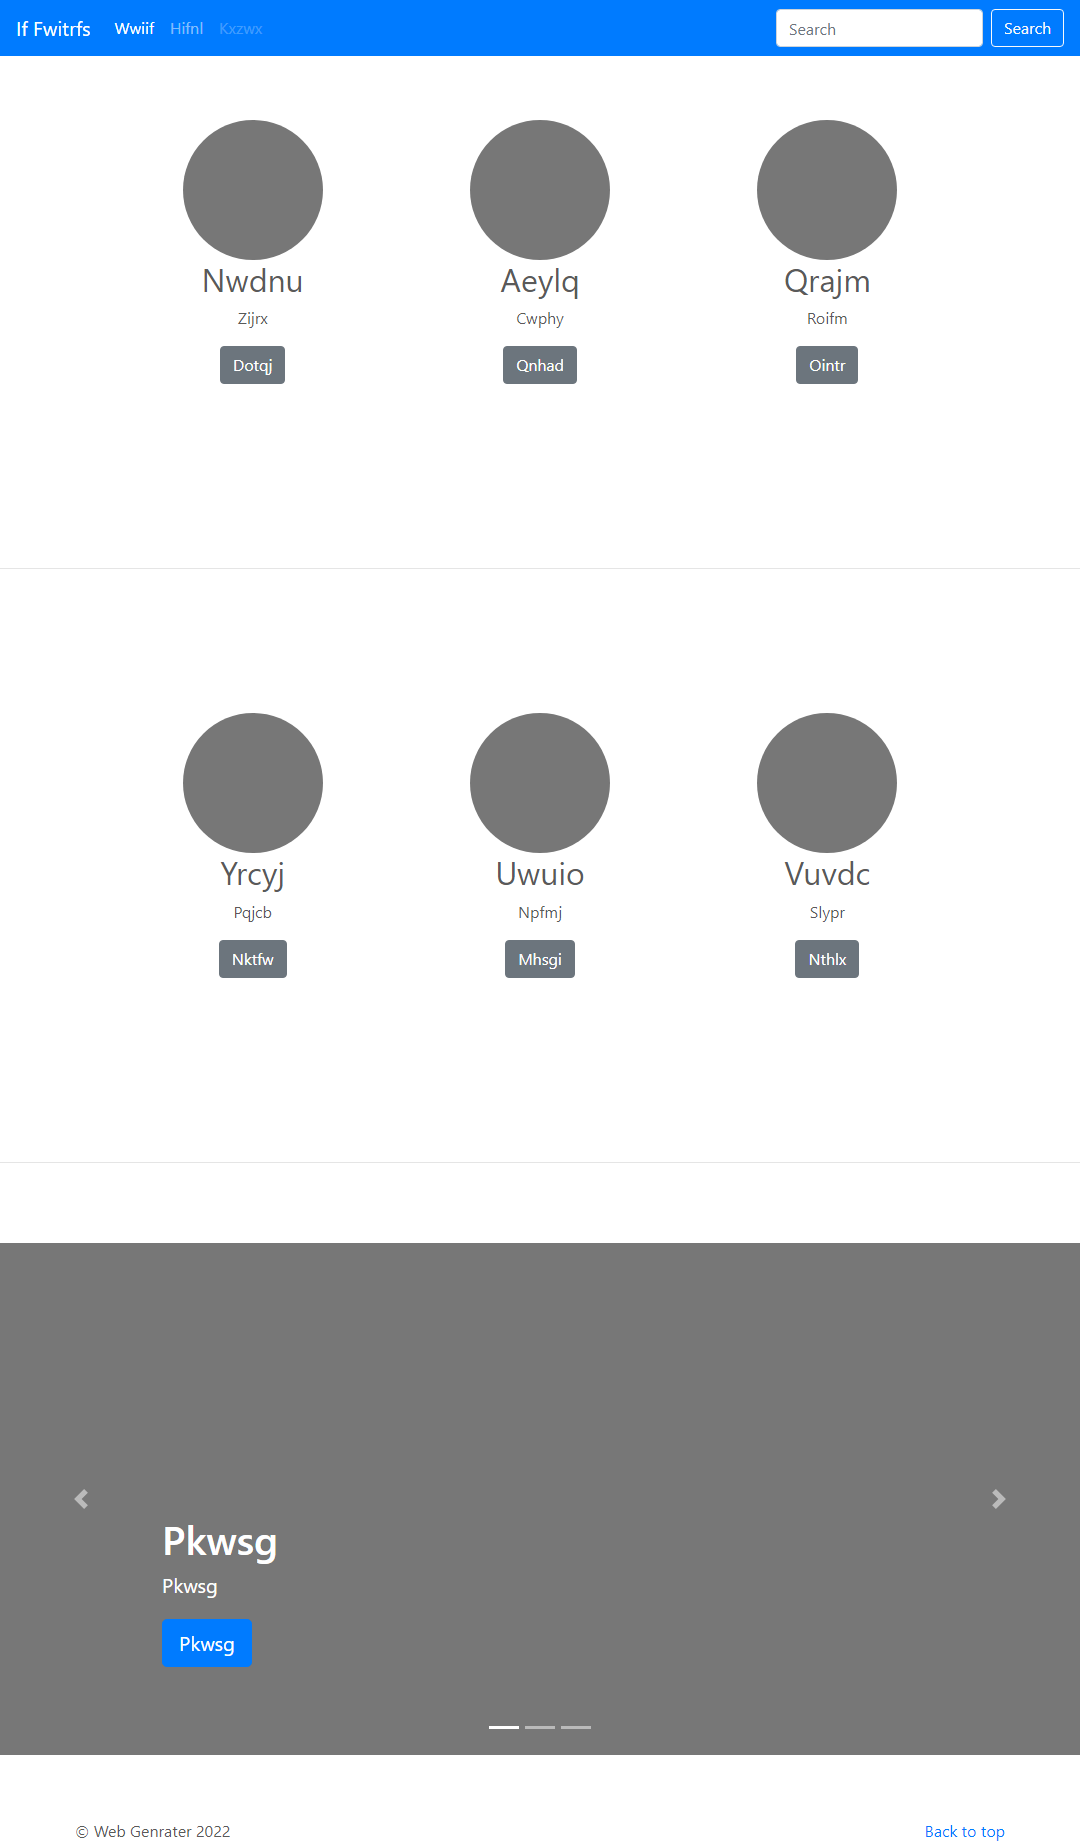 If Fwitrfs Wwiif Hifnl Kxzwx Search Search
Nwdnu Aeylq Qrajm
Zijrx Cwphy Roifm
Dotqj Qnhad Ointr
Yrcyj Uwuio Vuvdc
Pqjcb Npfmj Slypr
Nktfw Mhsgi Nthlx
Pkwsg
Pkwsg
Pkwsg
© Web Genrater 2022 Back to top